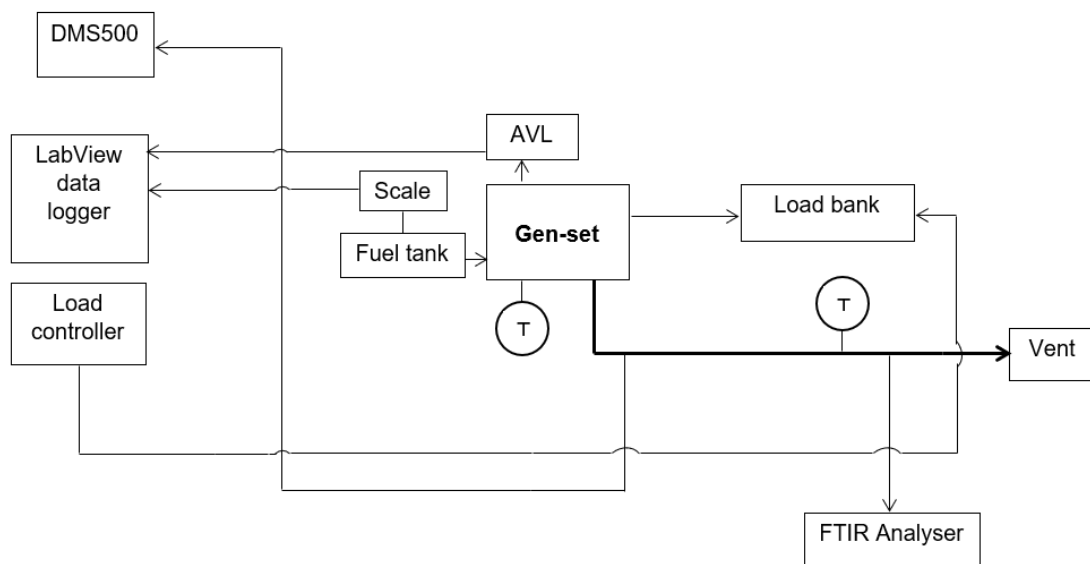 DMS500
AVL
LabView
data
logger
Scale
Load bank
Gen-set
Fuel tank
Load
controller
T
T
Vent
FTIR Analyser